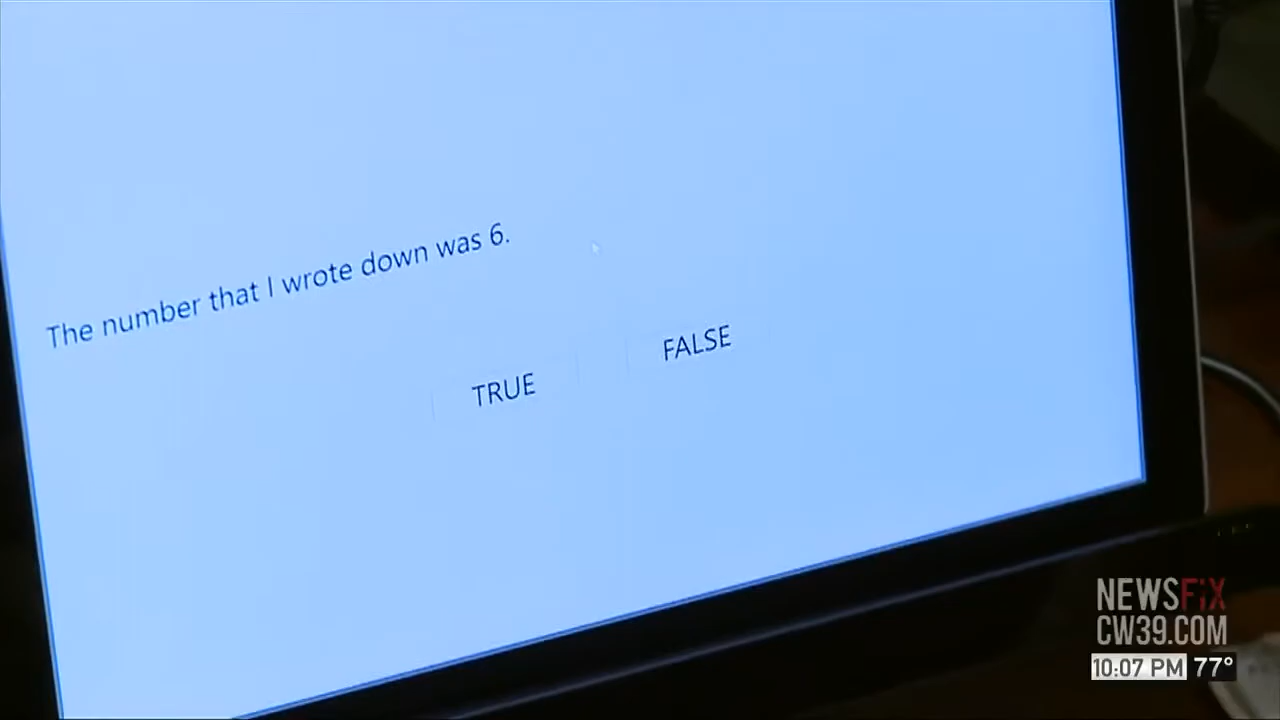 The number that I wrote down was 6.
TRUE
FALSE
NEWSFiX
CW39.COM
10:07 PM 77°